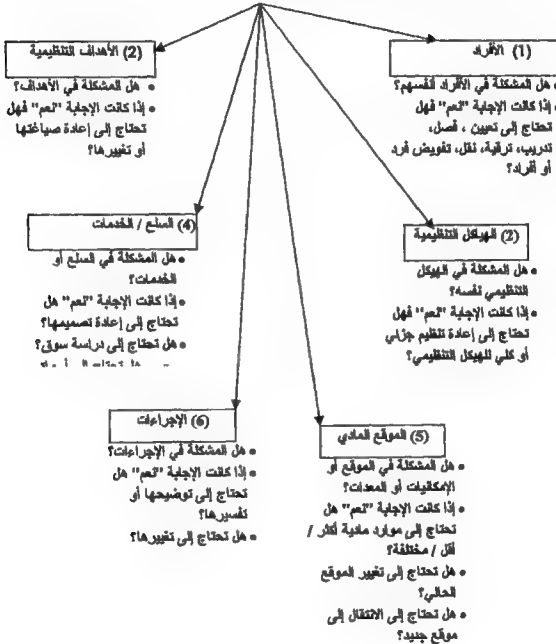 (1) الأفراد
• هل المشكلة في الأفراد أنفسهم؟
• إذا كانت الإجابة "نعم" فهل
تحتاج إلى تعيين ، فصل،
تدريب، ترقية، نقل، تفويض فرد
أو أفراد؟
(2) الأهداف التنظيمية
• هل المشكلة في الأهداف؟
• إذا كانت الإجابة "نعم" فهل
تحتاج إلى إعادة صياغتها
أو تغييرها؟
(2) الهياكل التنظيمية
• هل المشكلة في الهيكل
التنظيمي نفسه؟
• إذا كانت الإجابة "نعم" فهل
تحتاج إلى إعادة تنظيم جزئي
أو كلي للهيكل التنظيمي؟
(4) السلع / الخدمات
• هل المشكلة في السلع أو
الخدمات؟
• إذا كانت الإجابة "نعم" هل
تحتاج إلى إعادة تصميمها؟
• هل تحتاج إلى دراسة سوق؟
(5) الموقع المادي
• هل المشكلة في الموقع أو
الإمكانيات أو المعدات؟
• إذا كانت الإجابة "نعم" هل
تحتاج إلى موارد مادية أكثر /
أقل / مختلفة؟
• هل تحتاج إلى تغيير الموقع
الحالي؟
• هل تحتاج إلى الانتقال إلى
موقع جديد؟
(6) الإجراءات
• هل المشكلة في الإجراءات؟
• إذا كانت الإجابة "نعم" هل
تحتاج إلى توضيحها أو
تفسيرها؟
• هل تحتاج إلى تغييرها؟